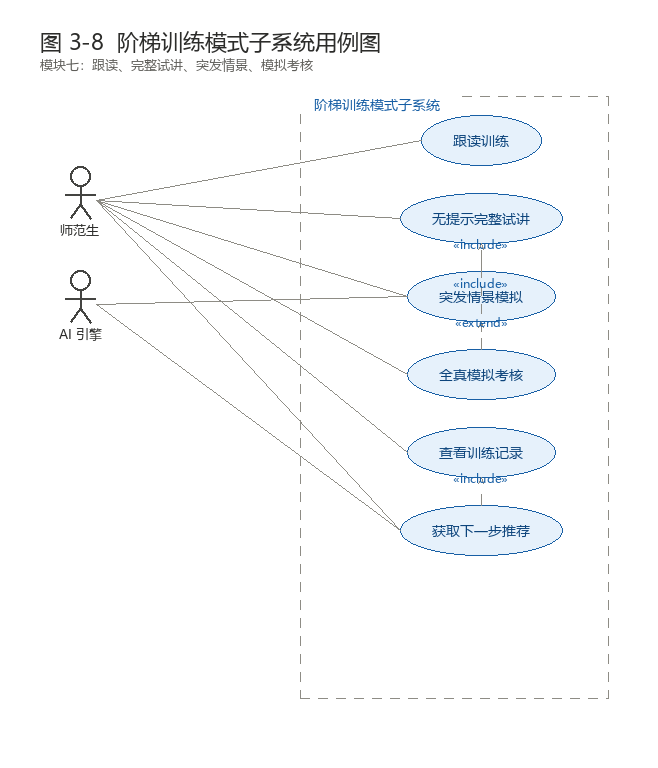 图 3-8 阶梯训练模式子系统用例图
模块七：跟读、完整试讲、突发情景、模拟考核
阶梯训练模式子系统
跟读训练
师范生
无提示完整试讲
«include»
«include»
AI 引擎
突发情景模拟
«extend»
全真模拟考核
查看训练记录
«include»
获取下一步推荐